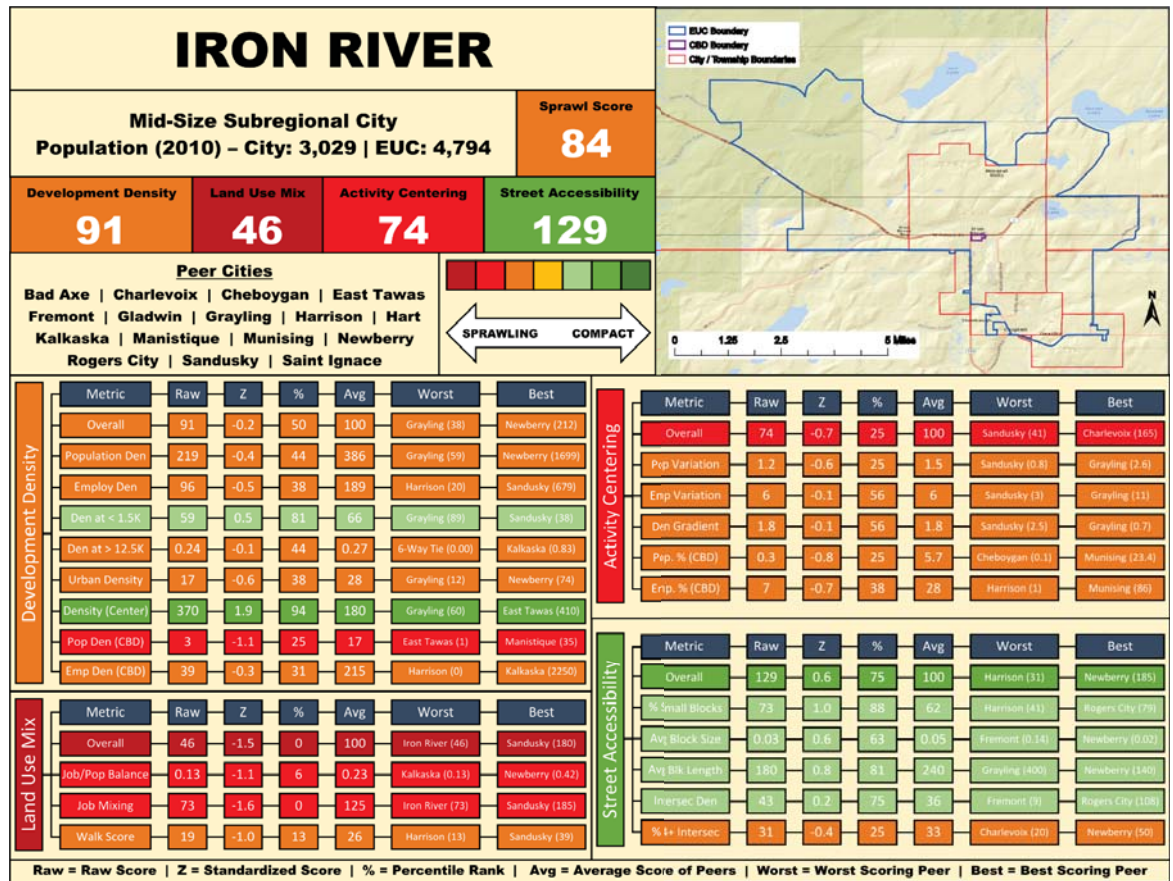 IRON RIVER
Mid-Size Subregional City
Population (2010) – City: 3,029 | EUC: 4,794
Sprawl Score
84
Development Density
91
Land Use Mix
46
Activity Centering
74
Street Accessibility
129
Peer Cities
Bad Axe | Charlevoix | Cheboygan | East Tawas
Fremont | Gladwin | Grayling | Harrison | Hart
Kalkaska | Manistique | Munising | Newberry
Rogers City | Sandusky | Saint Ignace
SPRAWLING COMPACT
EUC Boundary
CBD Boundary
City / Township Boundaries
N
0 1.25 2.5 5 Miles
Development Density
Metric Raw Z % Avg Worst Best
Overall 91 -0.2 50 100 Grayling (38) Newberry (212)
Population Den 219 -0.4 44 386 Grayling (59) Newberry (1699)
Employ Den 96 -0.5 38 189 Harrison (20) Sandusky (679)
Den at < 1.5K 59 0.5 81 66 Grayling (89) Sandusky (38)
Den at > 12.5K 0.24 -0.1 44 0.27 6-Way Tie (0.00) Kalkaska (0.83)
Urban Density 17 -0.6 38 28 Grayling (12) Newberry (74)
Density (Center) 370 1.9 94 180 Grayling (60) East Tawas (410)
Pop Den (CBD) 3 -1.1 25 17 East Tawas (1) Manistique (35)
Emp Den (CBD) 39 -0.3 31 215 Harrison (0) Kalkaska (2250)
Land Use Mix
Metric Raw Z % Avg Worst Best
Overall 46 -1.5 0 100 Iron River (46) Sandusky (180)
Job/Pop Balance 0.13 -1.1 6 0.23 Kalkaska (0.13) Newberry (0.42)
Job Mixing 73 -1.6 0 125 Iron River (73) Sandusky (185)
Walk Score 19 -1.0 13 26 Harrison (13) Sandusky (39)
Activity Centering
Metric Raw Z % Avg Worst Best
Overall 74 -0.7 25 100 Sandusky (41) Charlevoix (165)
Pop Variation 1.2 -0.6 25 1.5 Sandusky (0.8) Grayling (2.6)
Emp Variation 6 -0.1 56 6 Sandusky (3) Grayling (11)
Den Gradient 1.8 -0.1 56 1.8 Sandusky (2.5) Grayling (0.7)
Pop. % (CBD) 0.3 -0.8 25 5.7 Cheboygan (0.1) Munising (23.4)
Emp. % (CBD) 7 -0.7 38 28 Harrison (1) Munising (86)
Street Accessibility
Metric Raw Z % Avg Worst Best
Overall 129 0.6 75 100 Harrison (31) Newberry (185)
% Small Blocks 73 1.0 88 62 Harrison (41) Rogers City (79)
Avg Block Size 0.03 0.6 63 0.05 Fremont (0.14) Newberry (0.02)
Avg Blk Length 180 0.8 81 240 Grayling (400) Newberry (140)
Intersec Den 43 0.2 75 36 Fremont (9) Rogers City (108)
% 4+ Intersec 31 -0.4 25 33 Charlevoix (20) Newberry (50)
Raw = Raw Score | Z = Standardized Score | % = Percentile Rank | Avg = Average Score of Peers | Worst = Worst Scoring Peer | Best = Best Scoring Peer